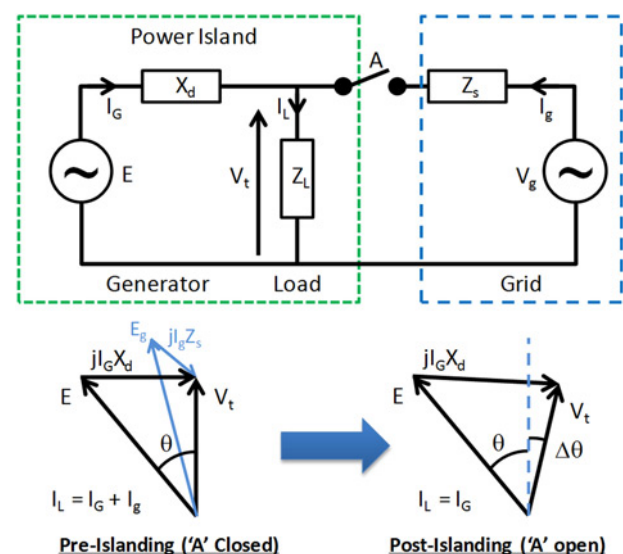 Power Island
A
I_G X_d I_L Z_s I_g
E V_t Z_L V_g
Generator Load Grid
E_g jI_gZ_s
jI_GX_d jI_GX_d
E V_t E V_t
θ θ Δθ
I_L = I_G + I_g I_L = I_G
Pre-Islanding ('A' Closed) Post-Islanding ('A' open)